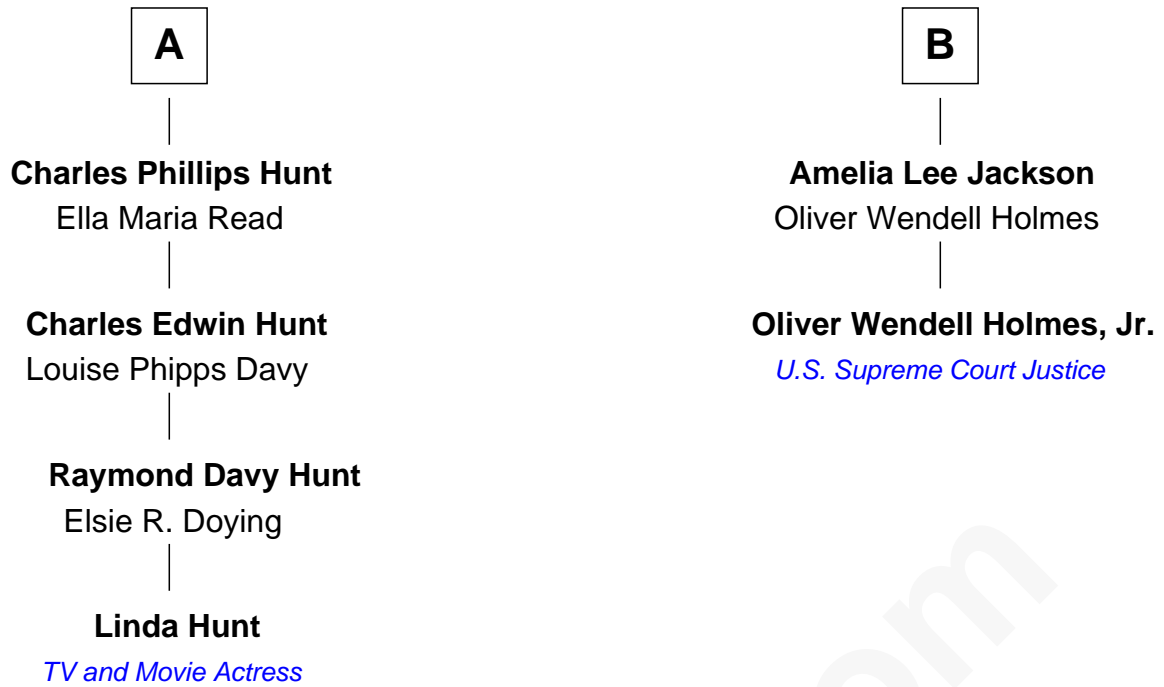 A
Charles Phillips Hunt
Ella Maria Read
Charles Edwin Hunt
Louise Phipps Davy
Raymond Davy Hunt
Elsie R. Doying
Linda Hunt
TV and Movie Actress
B
Amelia Lee Jackson
Oliver Wendell Holmes
Oliver Wendell Holmes, Jr.
U.S. Supreme Court Justice
om